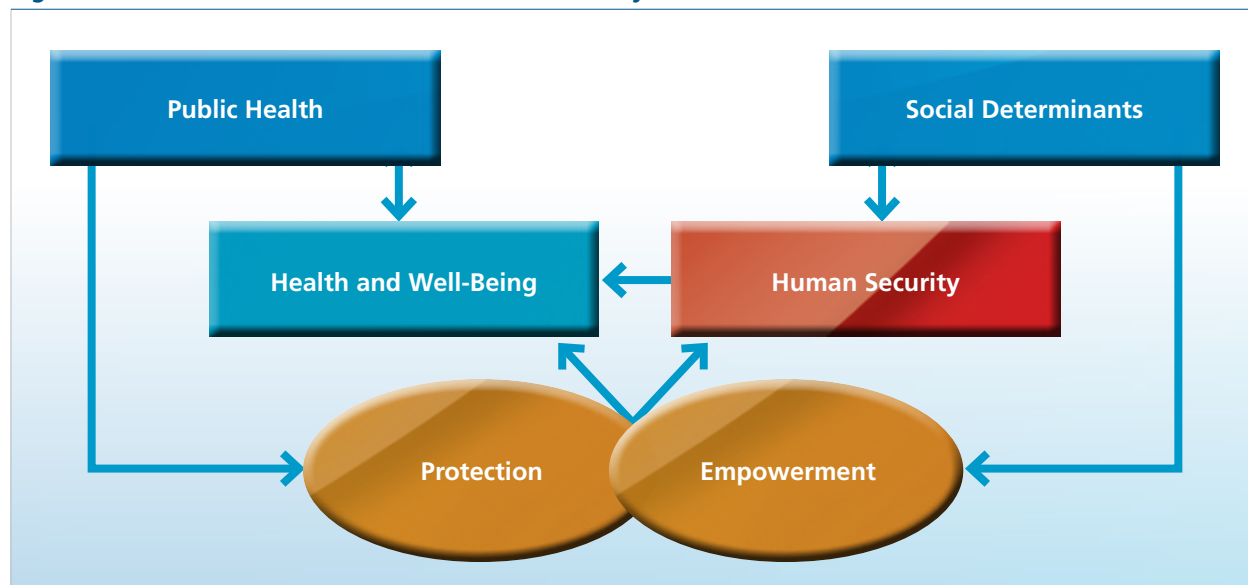 Public Health
Social Determinants
Health and Well-Being
Human Security
Protection
Empowerment